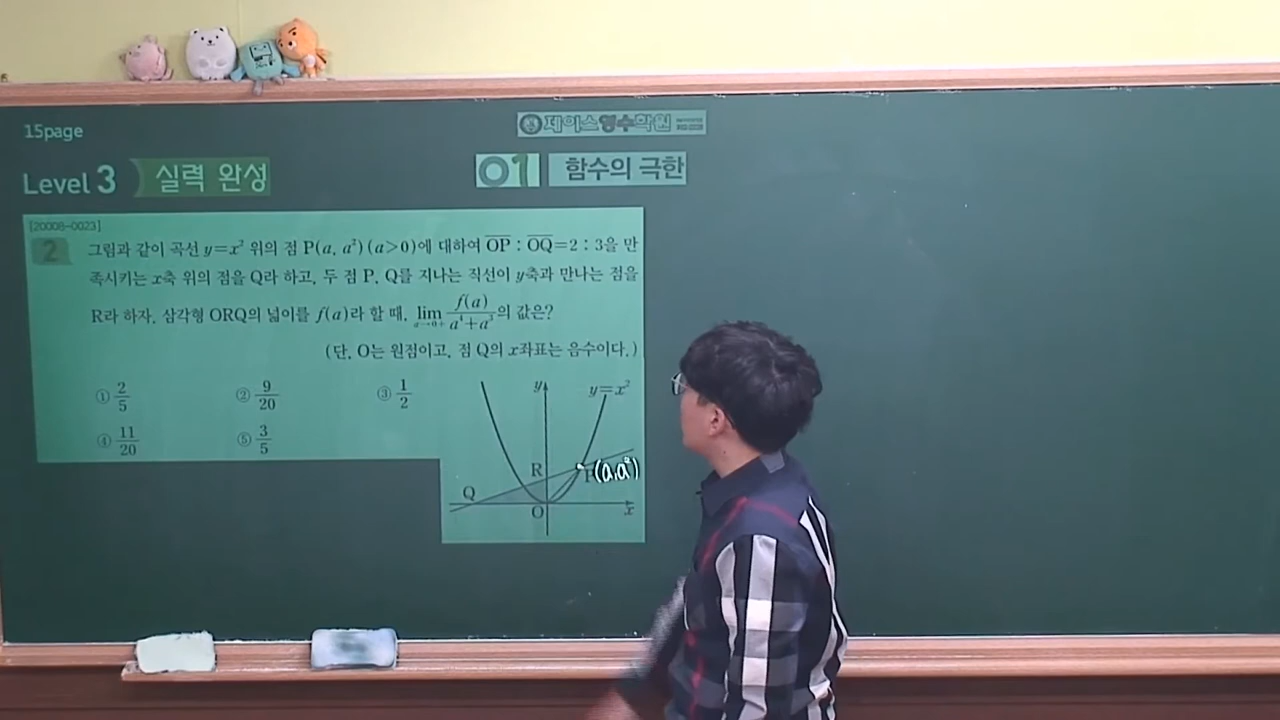 15page
제이스영수학원
Level 3 실력 완성
01 함수의 극한
[20008-0023]
2 그림과 같이 곡선 y=x² 위의 점 P(a, a²)(a>0)에 대하여 OP : OQ=2 : 3을 만
족시키는 x축 위의 점을 Q라 하고, 두 점 P, Q를 지나는 직선이 y축과 만나는 점을
R라 하자. 삼각형 ORQ의 넓이를 f(a)라 할 때, lim a→0+ f(a)/(a⁴+a³)의 값은?
(단, O는 원점이고, 점 Q의 x좌표는 음수이다.)
① 2/5 ② 9/20 ③ 1/2
④ 11/20 ⑤ 3/5
y y=x²
R (a, a²)
Q
O x